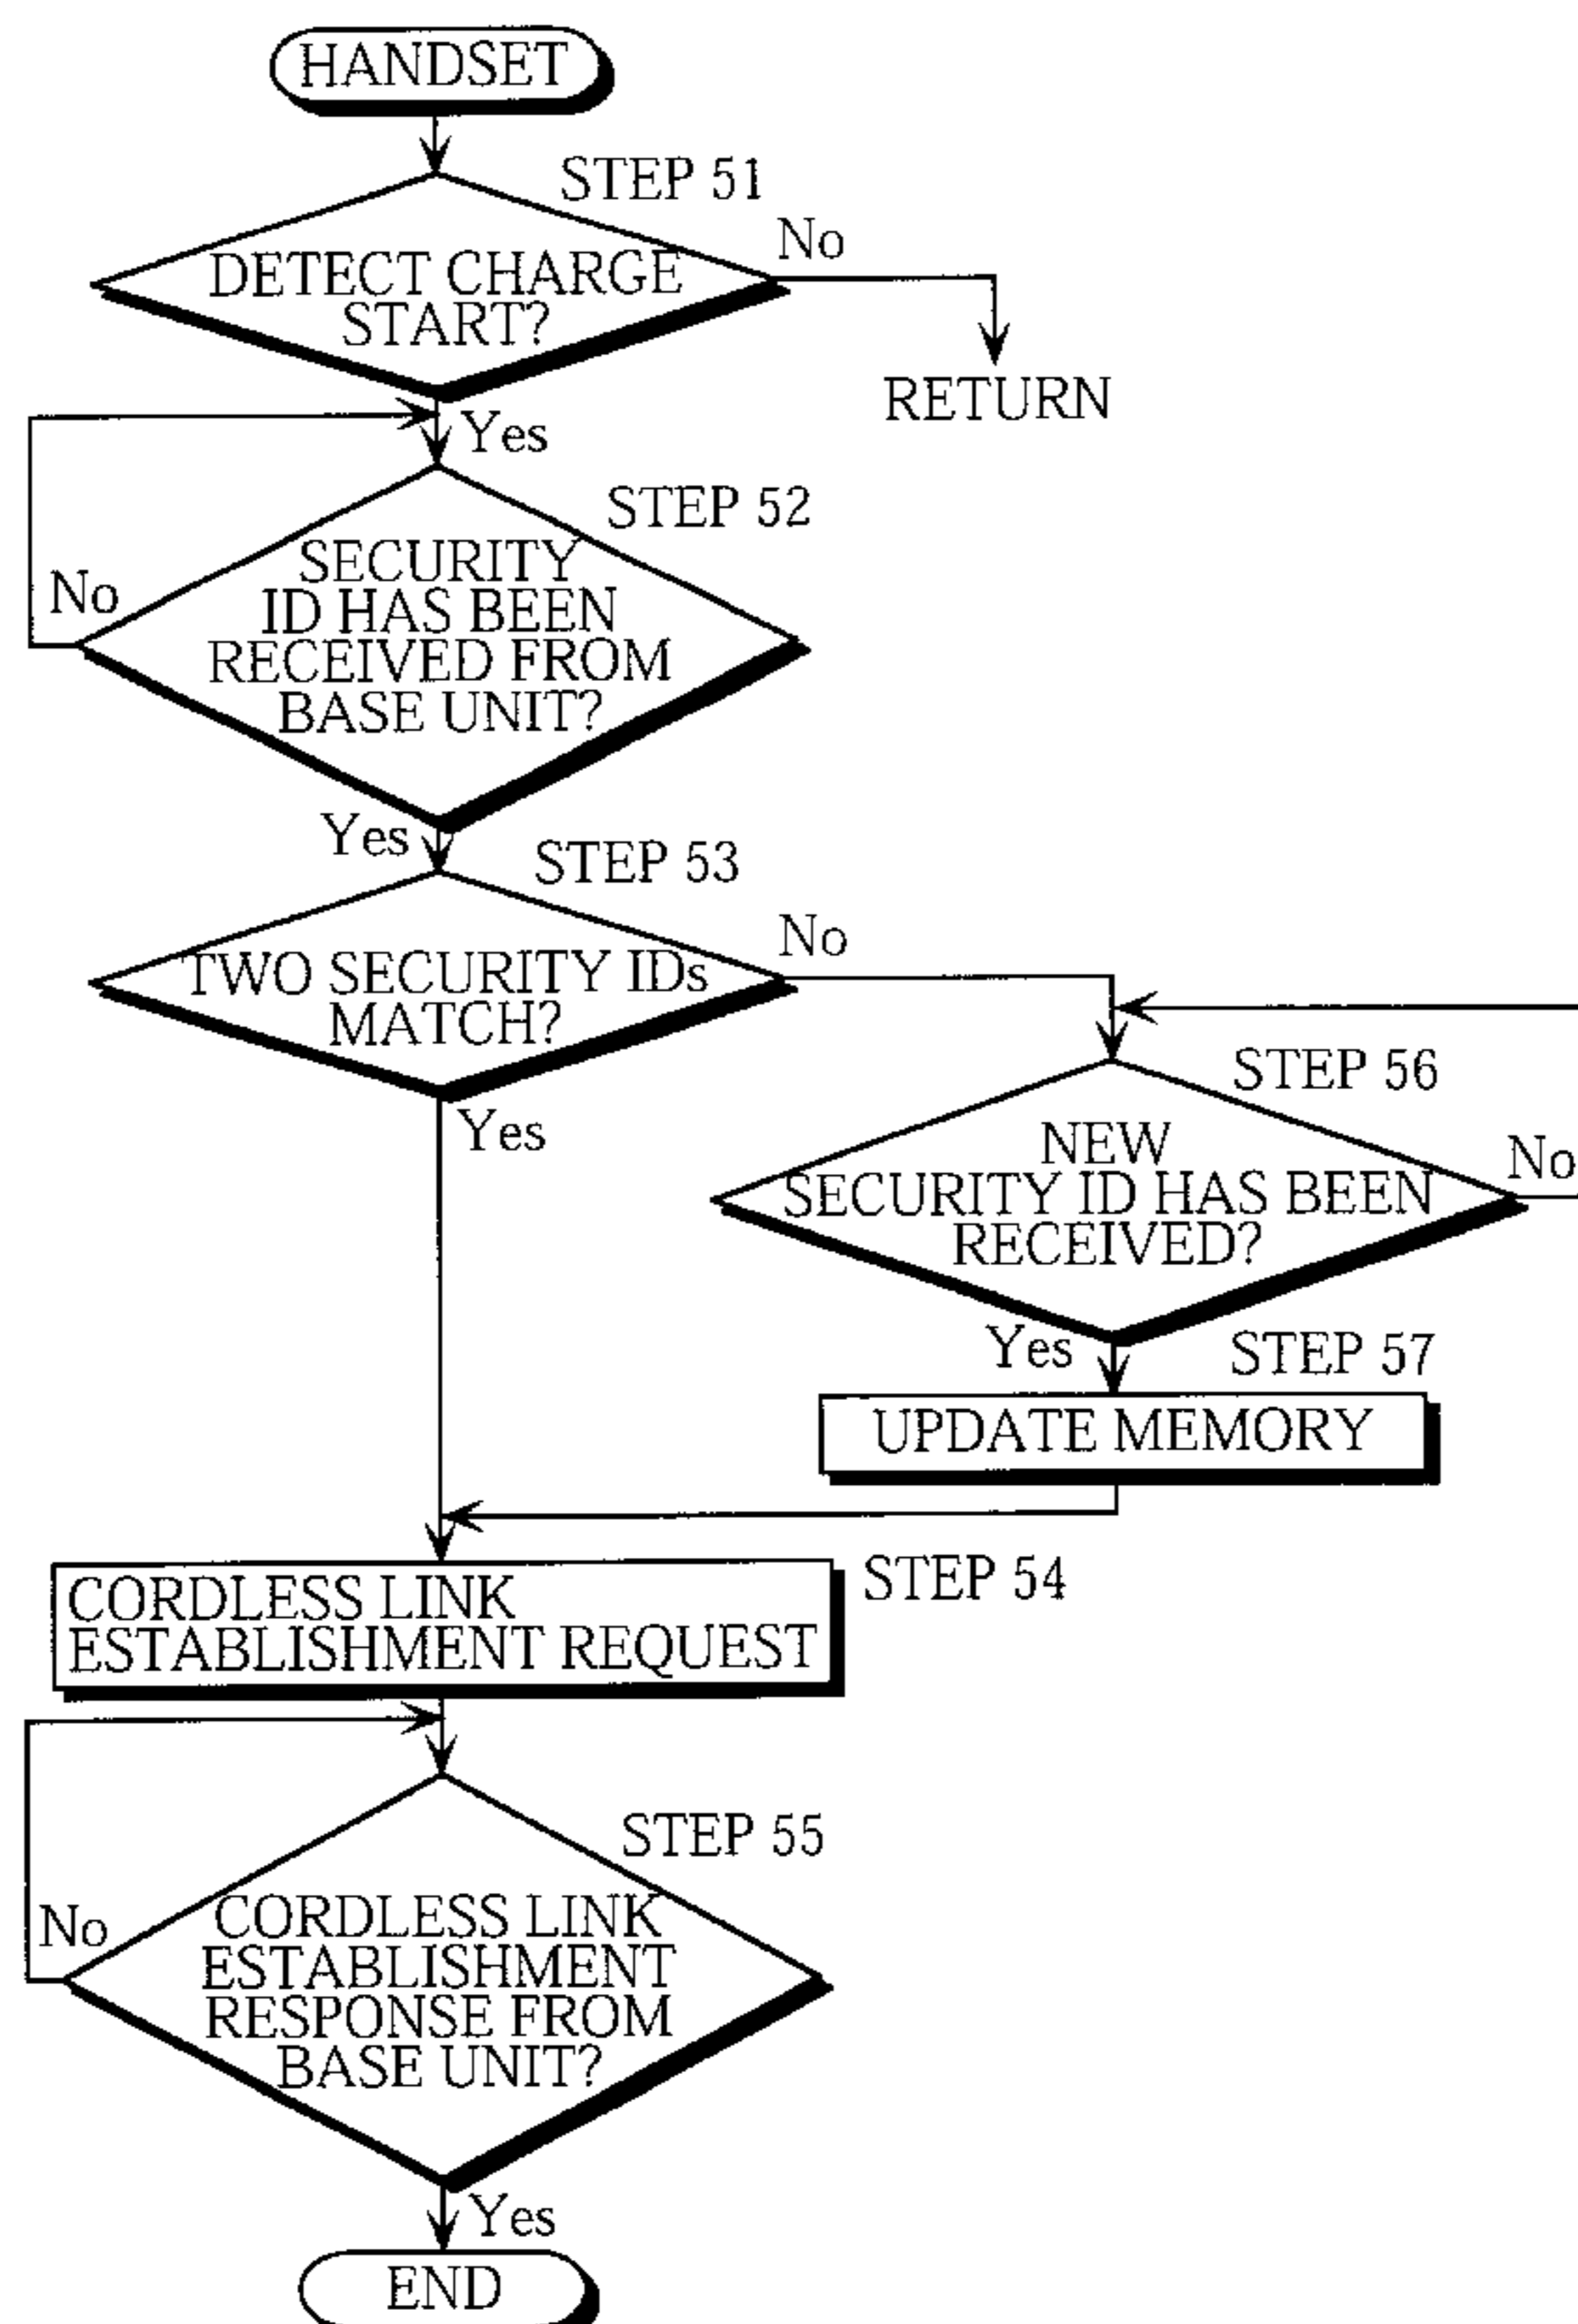 HANDSET
STEP 51
No
DETECT CHARGE
START?
RETURN
Yes
STEP 52
SECURITY
ID HAS BEEN
RECEIVED FROM
BASE UNIT?
No
Yes
STEP 53
No
TWO SECURITY IDs
MATCH?
Yes
STEP 56
NEW
SECURITY ID HAS BEEN
RECEIVED?
No
Yes
STEP 57
UPDATE MEMORY
STEP 54
CORDLESS LINK
ESTABLISHMENT REQUEST
STEP 55
No
CORDLESS LINK
ESTABLISHMENT
RESPONSE FROM
BASE UNIT?
Yes
END